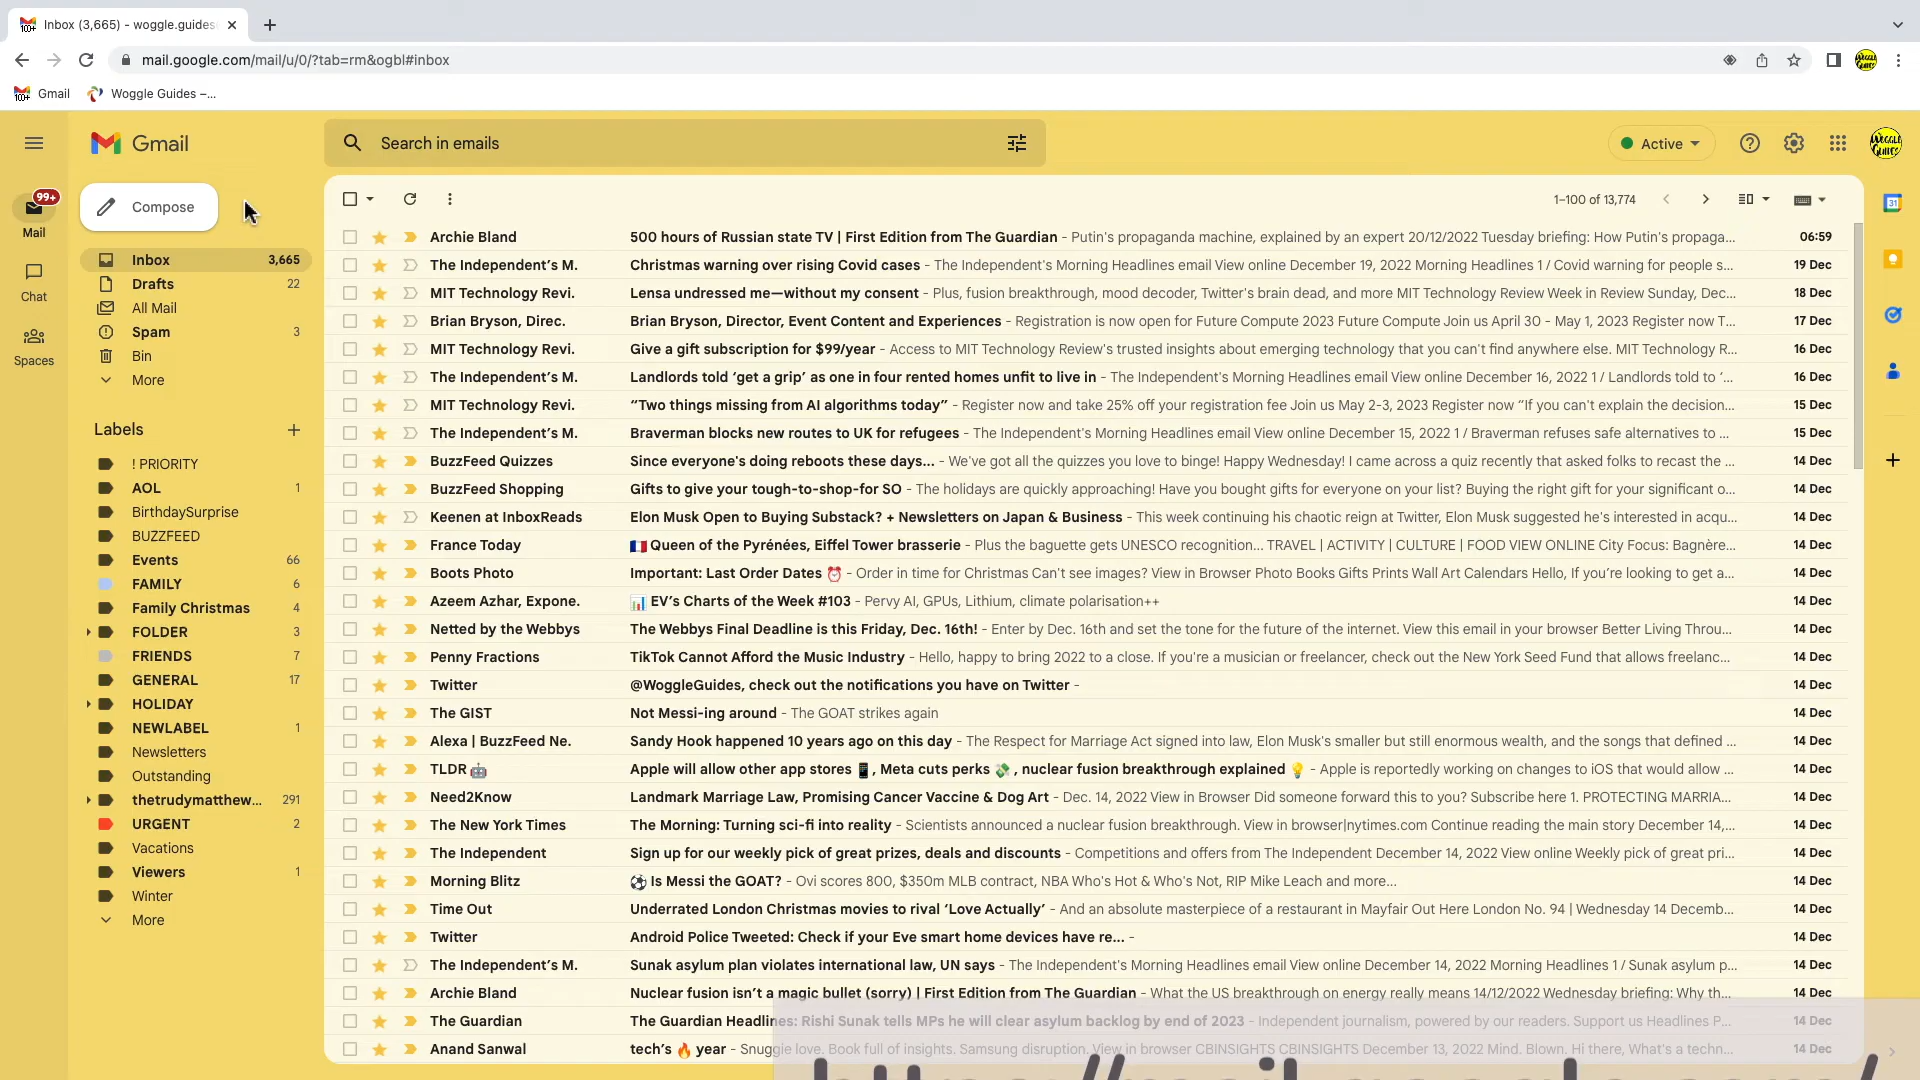 Inbox (3,665) - woggle.guides
mail.google.com/mail/u/0/?tab=rm&ogbl#inbox
Gmail
Woggle Guides –...
Gmail
Search in emails
Active
99+
Mail
Chat
Spaces
Compose
Inbox 3,665
Drafts 22
All Mail
Spam 3
Bin
More
Labels
! PRIORITY
AOL 1
BirthdaySurprise
BUZZFEED
Events 66
FAMILY 6
Family Christmas 4
FOLDER 3
FRIENDS 7
GENERAL 17
HOLIDAY
NEWLABEL 1
Newsletters
Outstanding
thetrudymatthew... 291
URGENT 2
Vacations
Viewers 1
Winter
More
1–100 of 13,774
Archie Bland 500 hours of Russian state TV | First Edition from The Guardian - Putin's propaganda machine, explained by an expert 20/12/2022 Tuesday briefing: How Putin's propaga... 06:59
The Independent's M. Christmas warning over rising Covid cases - The Independent's Morning Headlines email View online December 19, 2022 Morning Headlines 1 / Covid warning for people s... 19 Dec
MIT Technology Revi. Lensa undressed me—without my consent - Plus, fusion breakthrough, mood decoder, Twitter's brain dead, and more MIT Technology Review Week in Review Sunday, Dec... 18 Dec
Brian Bryson, Direc. Brian Bryson, Director, Event Content and Experiences - Registration is now open for Future Compute 2023 Future Compute Join us April 30 - May 1, 2023 Register now T... 17 Dec
MIT Technology Revi. Give a gift subscription for $99/year - Access to MIT Technology Review's trusted insights about emerging technology that you can't find anywhere else. MIT Technology R... 16 Dec
The Independent's M. Landlords told ‘get a grip’ as one in four rented homes unfit to live in - The Independent's Morning Headlines email View online December 16, 2022 1 / Landlords told to ‘... 16 Dec
MIT Technology Revi. “Two things missing from AI algorithms today” - Register now and take 25% off your registration fee Join us May 2-3, 2023 Register now “If you can't explain the decision... 15 Dec
The Independent's M. Braverman blocks new routes to UK for refugees - The Independent's Morning Headlines email View online December 15, 2022 1 / Braverman refuses safe alternatives to ... 15 Dec
BuzzFeed Quizzes Since everyone's doing reboots these days... - We've got all the quizzes you love to binge! Happy Wednesday! I came across a quiz recently that asked folks to recast the ... 14 Dec
BuzzFeed Shopping Gifts to give your tough-to-shop-for SO - The holidays are quickly approaching! Have you bought gifts for everyone on your list? Buying the right gift for your significant o... 14 Dec
Keenen at InboxReads Elon Musk Open to Buying Substack? + Newsletters on Japan & Business - This week continuing his chaotic reign at Twitter, Elon Musk suggested he's interested in acqu... 14 Dec
France Today 🇫🇷 Queen of the Pyrénées, Eiffel Tower brasserie - Plus the baguette gets UNESCO recognition... TRAVEL | ACTIVITY | CULTURE | FOOD VIEW ONLINE City Focus: Bagnère... 14 Dec
Boots Photo Important: Last Order Dates ⏰ - Order in time for Christmas Can't see images? View in Browser Photo Books Gifts Prints Wall Art Calendars Hello, If you're looking to get a... 14 Dec
Azeem Azhar, Expone. 📊 EV's Charts of the Week #103 - Pervy AI, GPUs, Lithium, climate polarisation++ 14 Dec
Netted by the Webbys The Webbys Final Deadline is this Friday, Dec. 16th! - Enter by Dec. 16th and set the tone for the future of the internet. View this email in your browser Better Living Throu... 14 Dec
Penny Fractions TikTok Cannot Afford the Music Industry - Hello, happy to bring 2022 to a close. If you're a musician or freelancer, check out the New York Seed Fund that allows freelanc... 14 Dec
Twitter @WoggleGuides, check out the notifications you have on Twitter - 14 Dec
The GIST Not Messi-ing around - The GOAT strikes again 14 Dec
Alexa | BuzzFeed Ne. Sandy Hook happened 10 years ago on this day - The Respect for Marriage Act signed into law, Elon Musk's smaller but still enormous wealth, and the songs that defined ... 14 Dec
TLDR 🤖 Apple will allow other app stores 📱, Meta cuts perks 💸, nuclear fusion breakthrough explained 💡 - Apple is reportedly working on changes to iOS that would allow ... 14 Dec
Need2Know Landmark Marriage Law, Promising Cancer Vaccine & Dog Art - Dec. 14, 2022 View in Browser Did someone forward this to you? Subscribe here 1. PROTECTING MARRIA... 14 Dec
The New York Times The Morning: Turning sci-fi into reality - Scientists announced a nuclear fusion breakthrough. View in browser|nytimes.com Continue reading the main story December 14,... 14 Dec
The Independent Sign up for our weekly pick of great prizes, deals and discounts - Competitions and offers from The Independent December 14, 2022 View online Weekly pick of great pri... 14 Dec
Morning Blitz ⚽ Is Messi the GOAT? - Ovi scores 800, $350m MLB contract, NBA Who's Hot & Who's Not, RIP Mike Leach and more... 14 Dec
Time Out Underrated London Christmas movies to rival ‘Love Actually’ - And an absolute masterpiece of a restaurant in Mayfair Out Here London No. 94 | Wednesday 14 Decemb... 14 Dec
Twitter Android Police Tweeted: Check if your Eve smart home devices have re... - 14 Dec
The Independent's M. Sunak asylum plan violates international law, UN says - The Independent's Morning Headlines email View online December 14, 2022 Morning Headlines 1 / Sunak asylum p... 14 Dec
Archie Bland Nuclear fusion isn't a magic bullet (sorry) | First Edition from The Guardian - What the US breakthrough on energy really means 14/12/2022 Wednesday briefing: Why th... 14 Dec
The Guardian The Guardian Headlines: Rishi Sunak tells MPs he will clear asylum backlog by end of 2023 - Independent journalism, powered by our readers. Support us Headlines P... 14 Dec
Anand Sanwal tech's 🔥 year - Snuggie love. Book full of insights. Samsung disruption. View in browser CBINSIGHTS CBINSIGHTS December 13, 2022 Mind. Blown. Hi there, What's a techn... 14 Dec